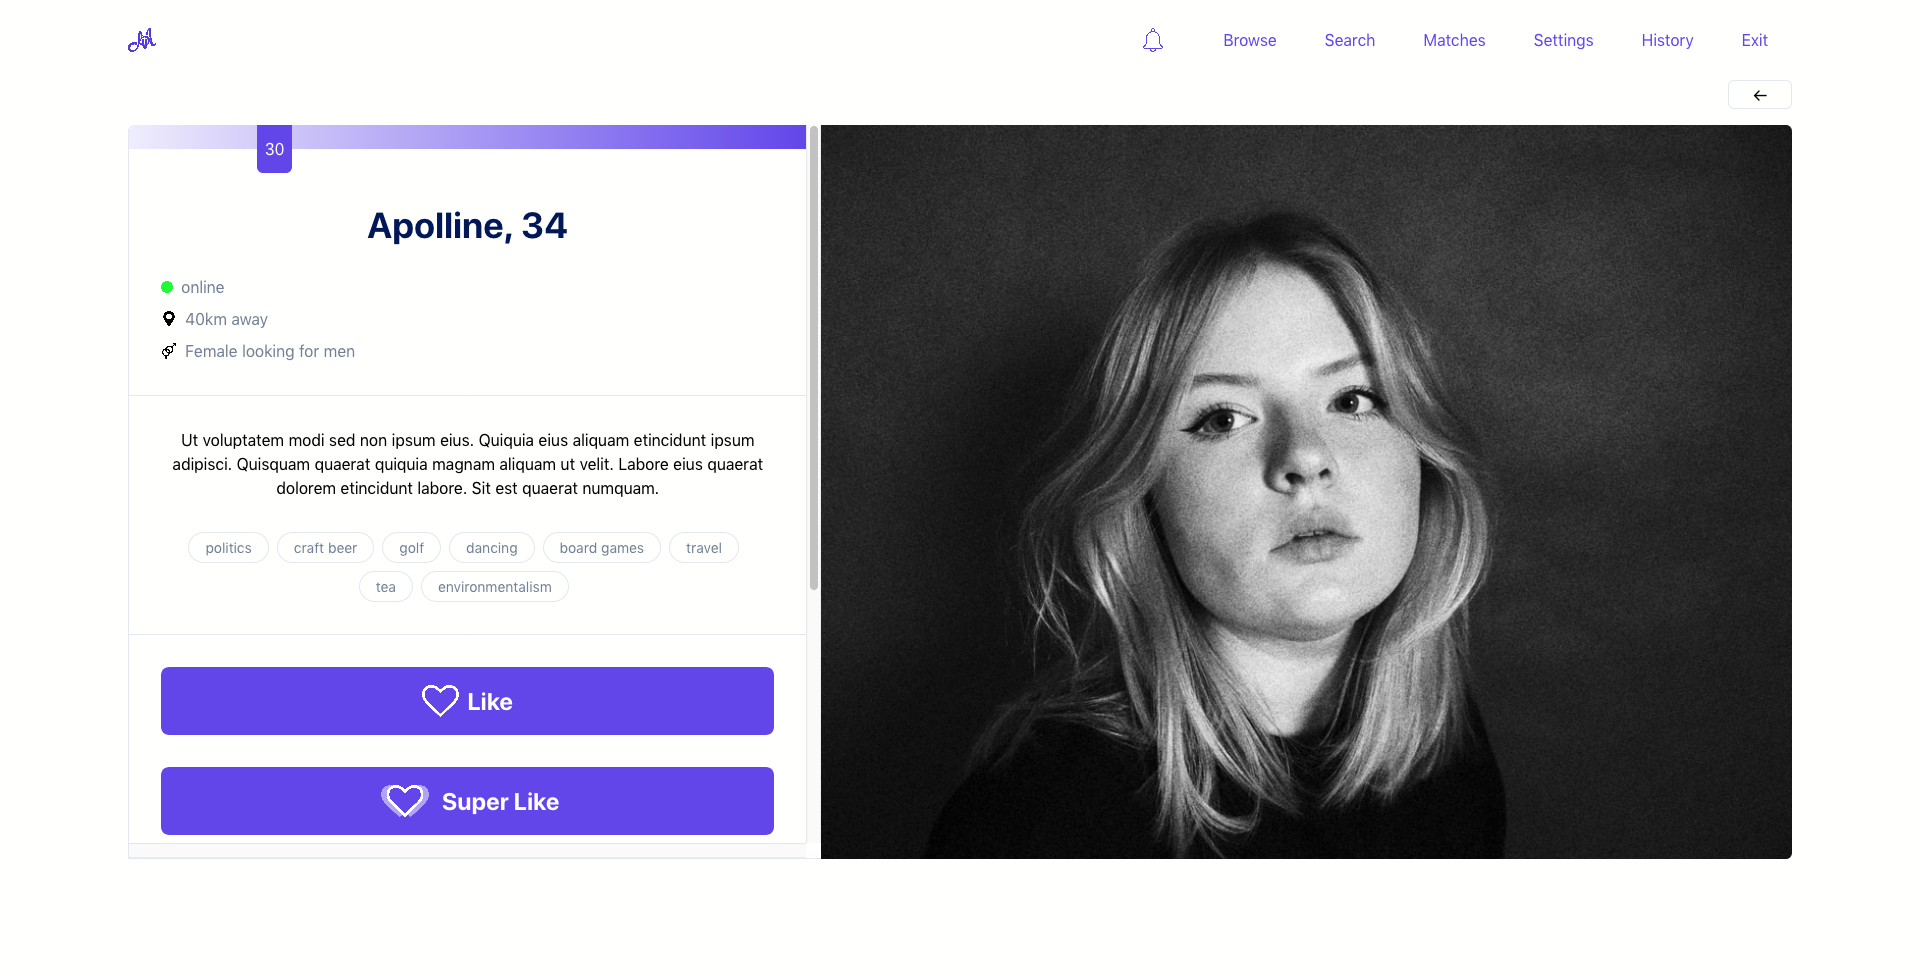 Browse Search Matches Settings History Exit
←
30
Apolline, 34
online
40km away
Female looking for men
Ut voluptatem modi sed non ipsum eius. Quiquia eius aliquam etincidunt ipsum
adipisci. Quisquam quaerat quiquia magnam aliquam ut velit. Labore eius quaerat
dolorem etincidunt labore. Sit est quaerat numquam.
politics craft beer golf dancing board games travel
tea environmentalism
Like
Super Like